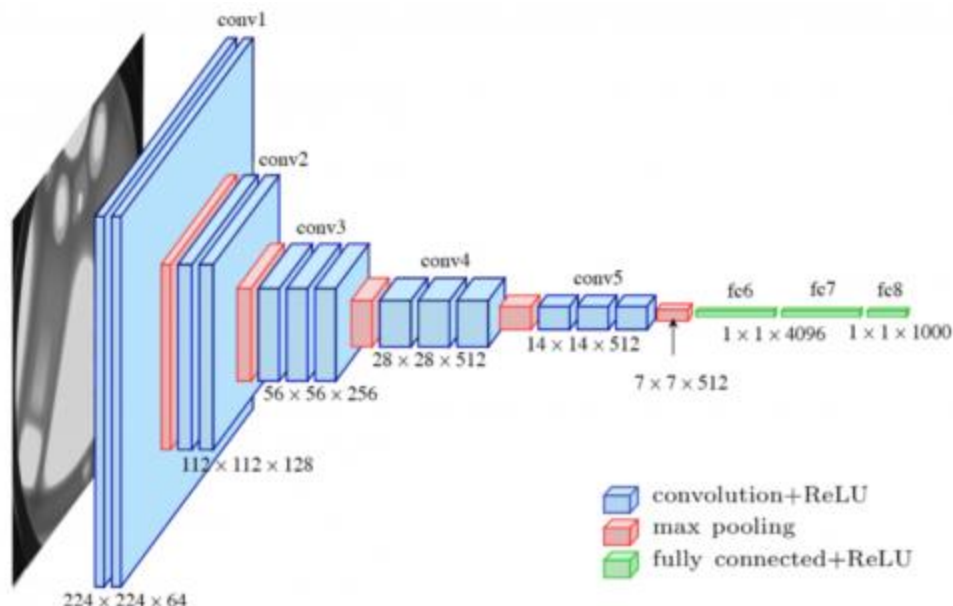 conv1
conv2
conv3
conv4
conv5
fc6
fc7
fc8
1 × 1 × 4096
1 × 1 × 1000
14 × 14 × 512
28 × 28 × 512
7 × 7 × 512
56 × 56 × 256
112 × 112 × 128
224 × 224 × 64
convolution+ReLU
max pooling
fully connected+ReLU